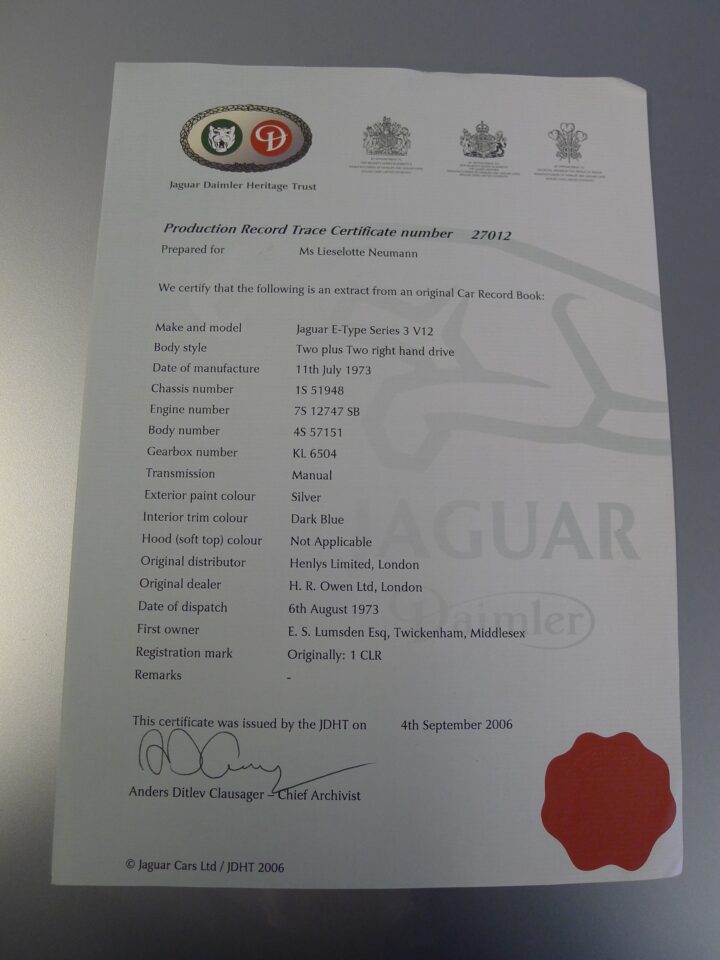 Jaguar Daimler Heritage Trust
Production Record Trace Certificate number 27012
Prepared for Ms Lieselotte Neumann
We certify that the following is an extract from an original Car Record Book:
Make and model Jaguar E-Type Series 3 V12
Body style Two plus Two right hand drive
Date of manufacture 11th July 1973
Chassis number 1S 51948
Engine number 7S 12747 SB
Body number 4S 57151
Gearbox number KL 6504
Transmission Manual
Exterior paint colour Silver
Interior trim colour Dark Blue
Hood (soft top) colour Not Applicable
JAGUAR
Original distributor Henlys Limited, London
Original dealer H. R. Owen Ltd, London
Date of dispatch 6th August 1973
Daimler
First owner E. S. Lumsden Esq, Twickenham, Middlesex
Registration mark Originally: 1 CLR
Remarks -
This certificate was issued by the JDHT on 4th September 2006
Anders Ditlev Clausager – Chief Archivist
© Jaguar Cars Ltd / JDHT 2006